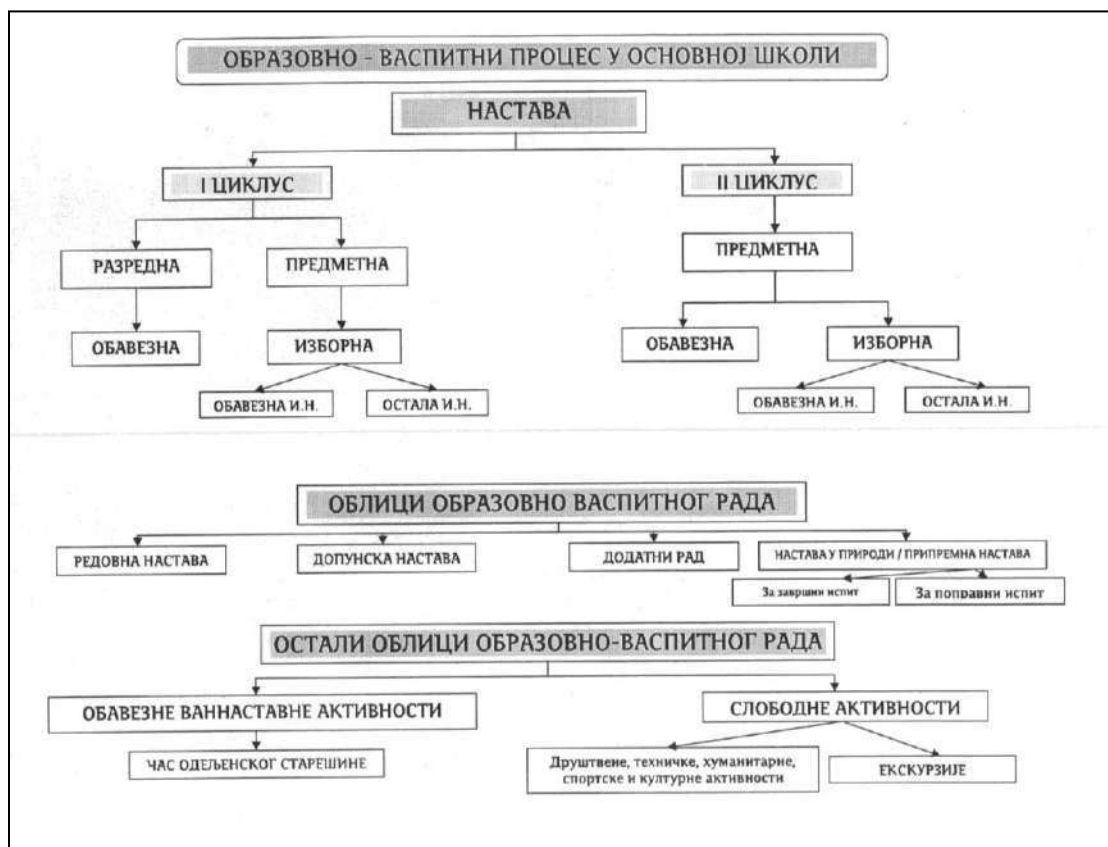 ОБРАЗОВНО - ВАСПИТНИ ПРОЦЕС У ОСНОВНОЈ ШКОЛИ
НАСТАВА
I ЦИКЛУС
II ЦИКЛУС
РАЗРЕДНА
ПРЕДМЕТНА
ПРЕДМЕТНА
ОБАВЕЗНА
ИЗБОРНА
ОБАВЕЗНА
ИЗБОРНА
ОБАВЕЗНА И.Н.
ОСТАЛА И.Н.
ОБАВЕЗНА И.Н.
ОСТАЛА И.Н.
ОБЛИЦИ ОБРАЗОВНО ВАСПИТНОГ РАДА
РЕДОВНА НАСТАВА
ДОПУНСКА НАСТАВА
ДОДАТНИ РАД
НАСТАВА У ПРИРОДИ / ПРИПРЕМНА НАСТАВА
За завршни испит
За поправни испит
ОСТАЛИ ОБЛИЦИ ОБРАЗОВНО-ВАСПИТНОГ РАДА
ОБАВЕЗНЕ ВАННАСТАВНЕ АКТИВНОСТИ
СЛОБОДНЕ АКТИВНОСТИ
ЧАС ОДЕЉЕНСКОГ СТАРЕШИНЕ
Друштвене, техничке, хуманитарне,
спортске и културне активности
ЕКСКУРЗИЈЕ